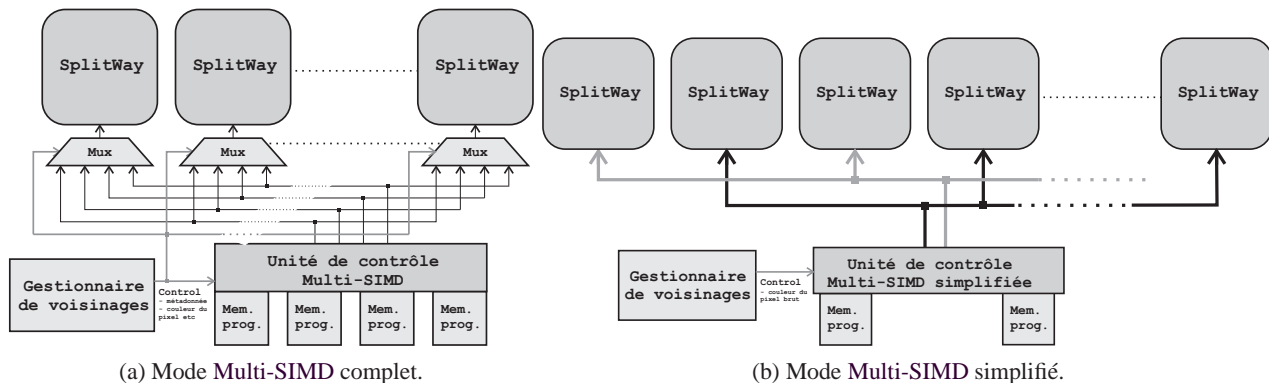 SplitWay SplitWay SplitWay
Mux Mux Mux
Gestionnaire
de voisinages
Control
- métadonnée
- couleur du
pixel etc
Unité de contrôle
Multi-SIMD
Mem.
prog.
Mem.
prog.
Mem.
prog.
Mem.
prog.
(a) Mode Multi-SIMD complet.
SplitWay SplitWay SplitWay SplitWay SplitWay
Gestionnaire
de voisinages
Control
- couleur du
pixel brut
Unité de contrôle
Multi-SIMD simplifiée
Mem.
prog.
Mem.
prog.
(b) Mode Multi-SIMD simplifié.